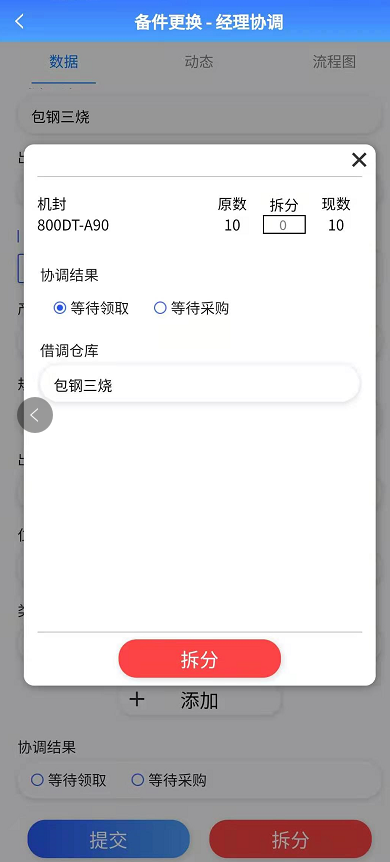 备件更换 - 经理协调
数据 动态 流程图
包钢三烧
机封 原数 拆分 现数
800DT-A90 10 0 10
协调结果
等待领取 等待采购
借调仓库
包钢三烧
拆分
添加
协调结果
等待领取 等待采购
提交 拆分